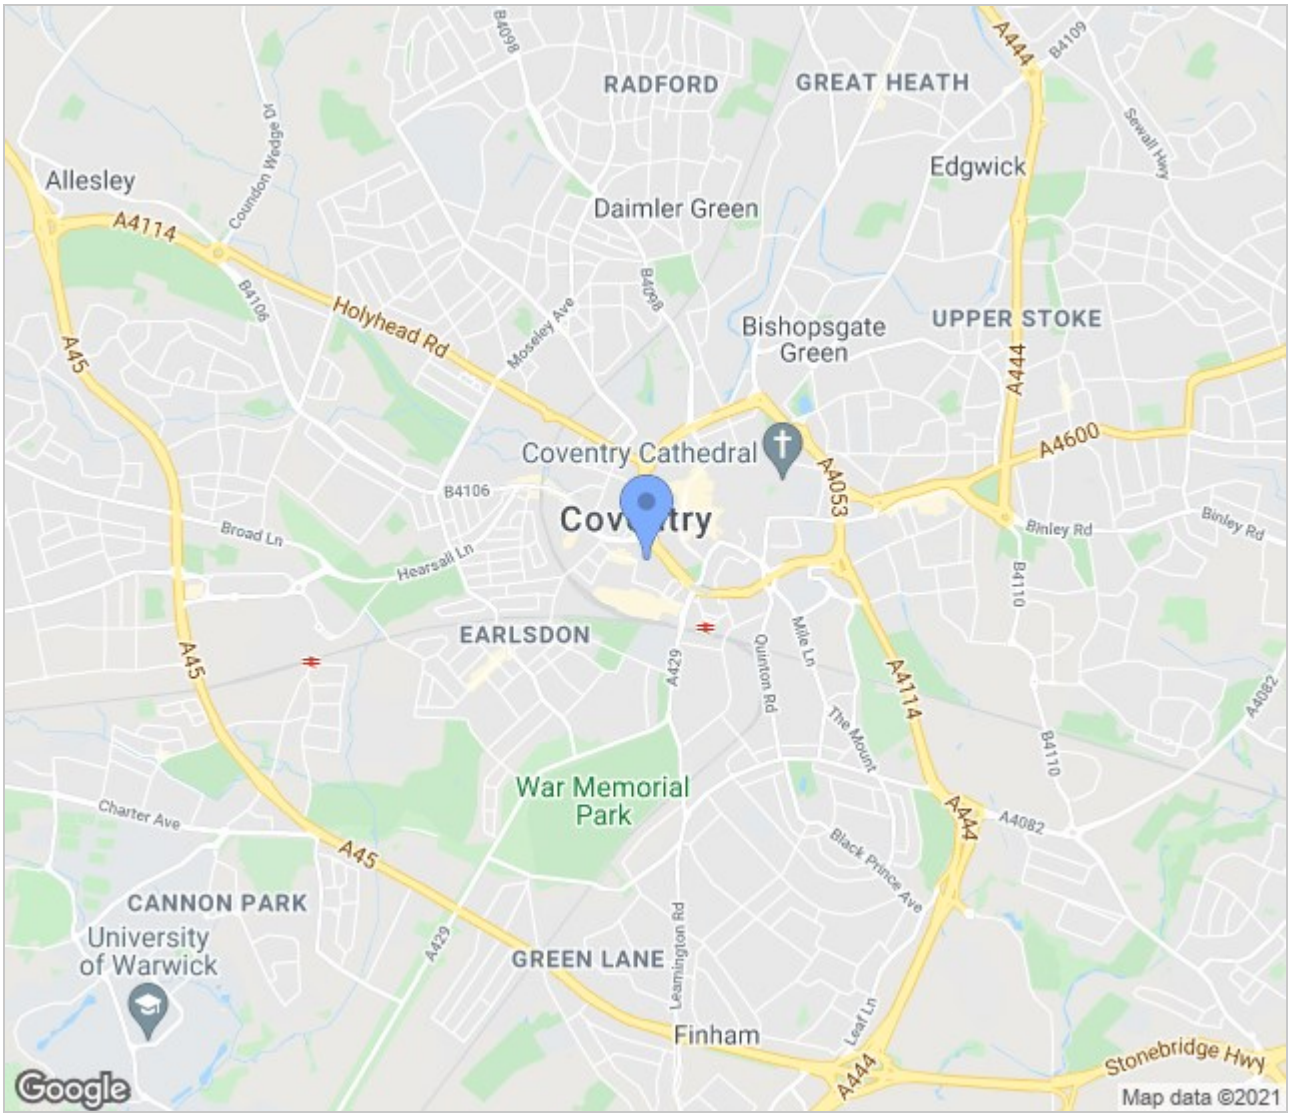 B4098
A444
B4109
RADFORD
GREAT HEATH
Sewall Hwy
Coundon Wedge Dr
Edgwick
Allesley
Daimler Green
A4114
B4106
B4098
Holyhead Rd
Moseley Ave
Bishopsgate
Green
UPPER STOKE
A45
A444
Coventry Cathedral
A4600
A4053
B4106
Coventry
Broad Ln
Binley Rd
Binley Rd
Hearsall Ln
B4110
EARLSDON
Mile Ln
A45
A429
Quinton Rd
A4114
A4082
The Mount
B4110
War Memorial
Park
Charter Ave
A444
A4082
A45
Black Prince Ave
CANNON PARK
University
of Warwick
A429
GREEN LANE
Leamington Rd
Leaf Ln
Finham
A444
Stonebridge Hwy
Google
Map data ©2021